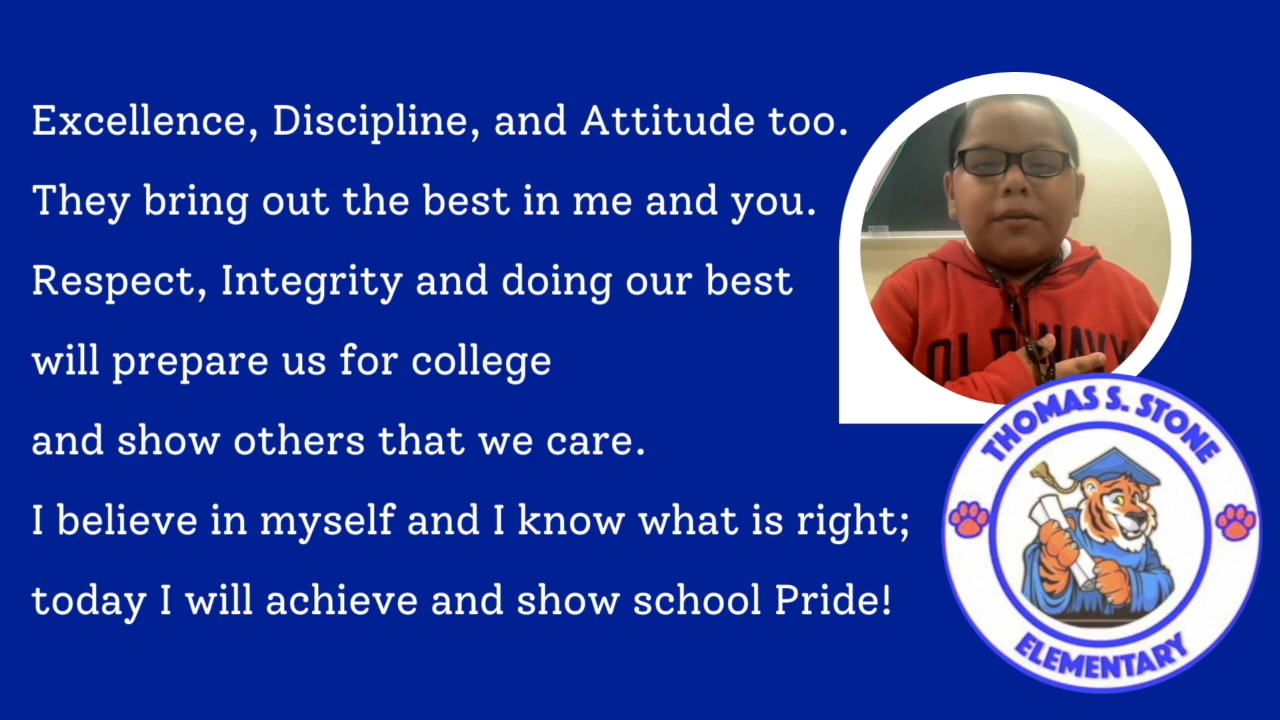 Excellence, Discipline, and Attitude too.
They bring out the best in me and you.
Respect, Integrity and doing our best
will prepare us for college
and show others that we care.
I believe in myself and I know what is right;
today I will achieve and show school Pride!
OLD NAVY
THOMAS S. STONE
ELEMENTARY